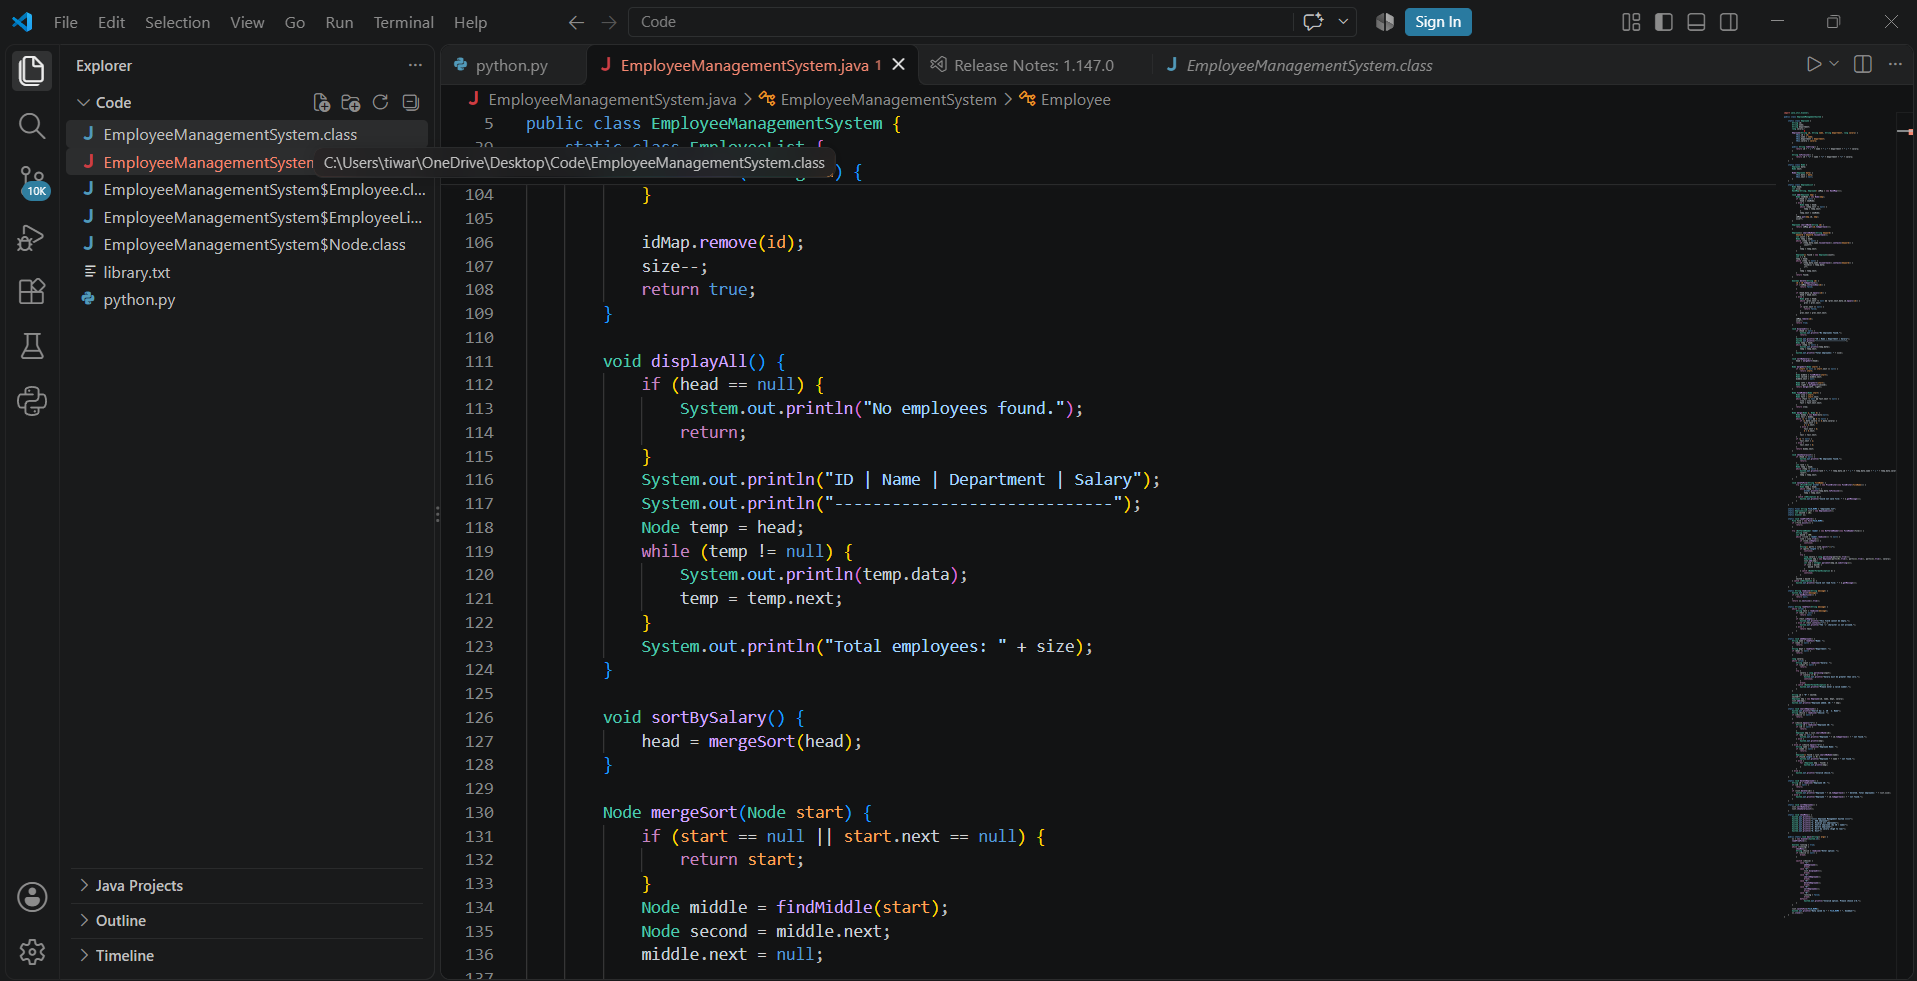 File Edit Selection View Go Run Terminal Help
Code
Sign In
Explorer
Code
EmployeeManagementSystem.class
EmployeeManagementSystem
EmployeeManagementSystem$Employee.cl...
EmployeeManagementSystem$EmployeeLi...
EmployeeManagementSystem$Node.class
library.txt
python.py
10K
Java Projects
Outline
Timeline
python.py
EmployeeManagementSystem.java 1
Release Notes: 1.147.0
EmployeeManagementSystem.class
EmployeeManagementSystem.java > EmployeeManagementSystem > Employee
C:\Users\tiwar\OneDrive\Desktop\Code\EmployeeManagementSystem.class
5 public class EmployeeManagementSystem {
static class EmployeeList {
) {
104 }
105
106 idMap.remove(id);
107 size--;
108 return true;
109 }
110
111 void displayAll() {
112 if (head == null) {
113 System.out.println("No employees found.");
114 return;
115 }
116 System.out.println("ID | Name | Department | Salary");
117 System.out.println("-----------------------------");
118 Node temp = head;
119 while (temp != null) {
120 System.out.println(temp.data);
121 temp = temp.next;
122 }
123 System.out.println("Total employees: " + size);
124 }
125
126 void sortBySalary() {
127 head = mergeSort(head);
128 }
129
130 Node mergeSort(Node start) {
131 if (start == null || start.next == null) {
132 return start;
133 }
134 Node middle = findMiddle(start);
135 Node second = middle.next;
136 middle.next = null;
137